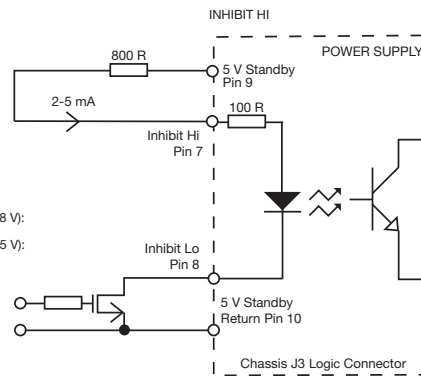 INHIBIT HI
POWER SUPPLY
800 R
5 V Standby
Pin 9
2-5 mA
100 R
Inhibit Hi
Pin 7
8 V):
5 V):
Inhibit Lo
Pin 8
5 V Standby
Return Pin 10
Chassis J3 Logic Connector